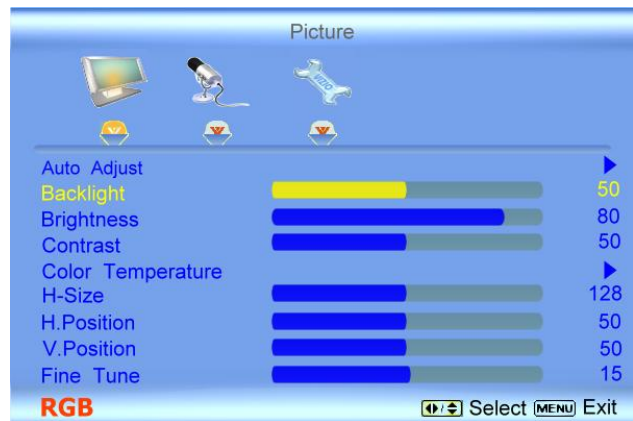 Picture
VIZIO
Auto Adjust
Backlight 50
Brightness 80
Contrast 50
Color Temperature
H-Size 128
H.Position 50
V.Position 50
Fine Tune 15
RGB Select MENU Exit